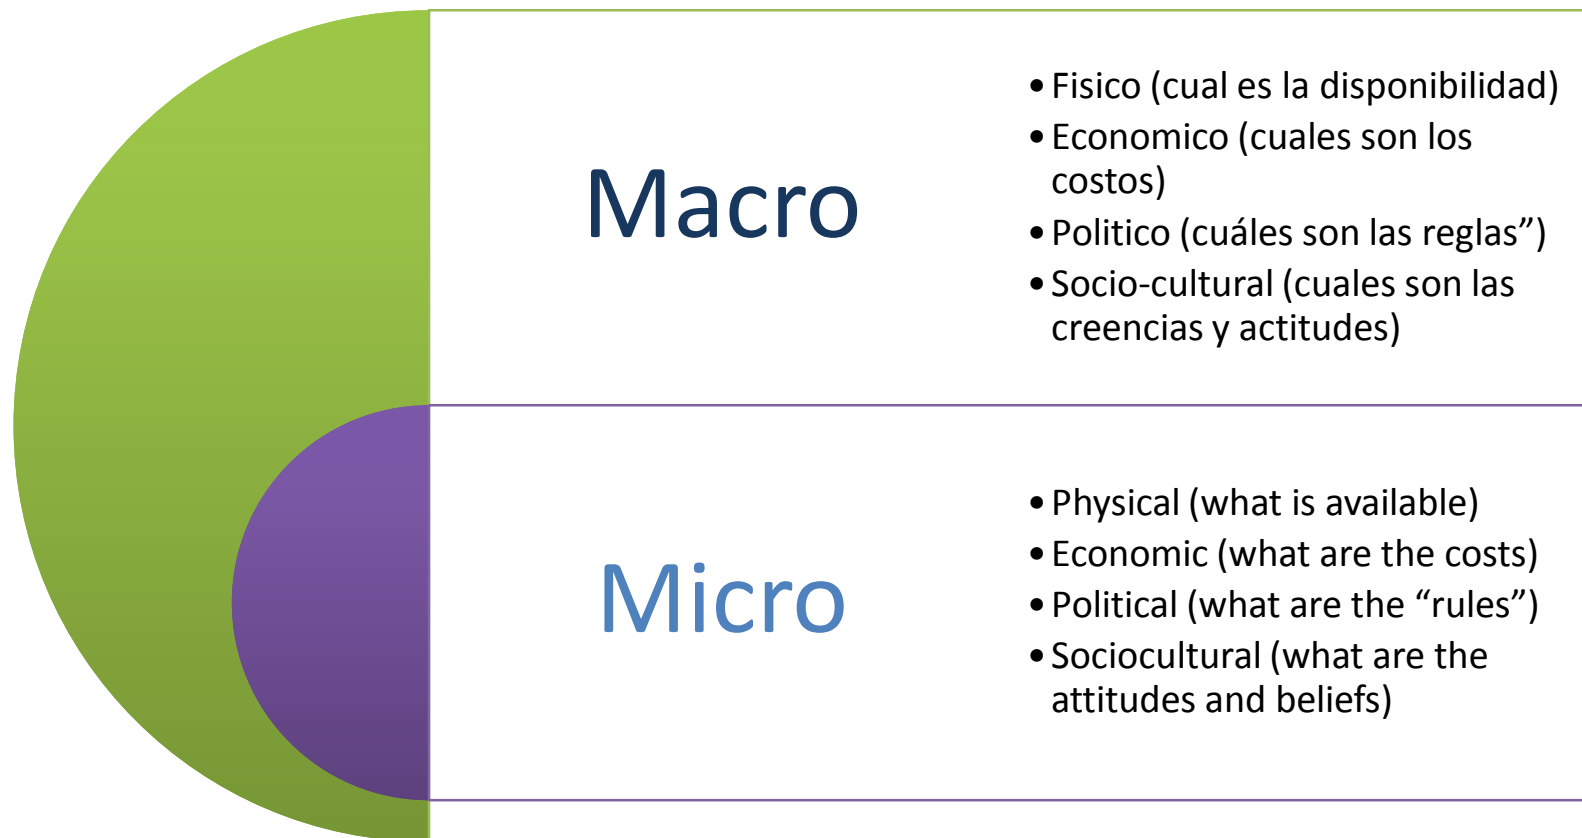 Macro
• Fisico (cual es la disponibilidad)
• Economico (cuales son los
costos)
• Politico (cuáles son las reglas”)
• Socio-cultural (cuales son las
creencias y actitudes)
Micro
• Physical (what is available)
• Economic (what are the costs)
• Political (what are the “rules”)
• Sociocultural (what are the
attitudes and beliefs)